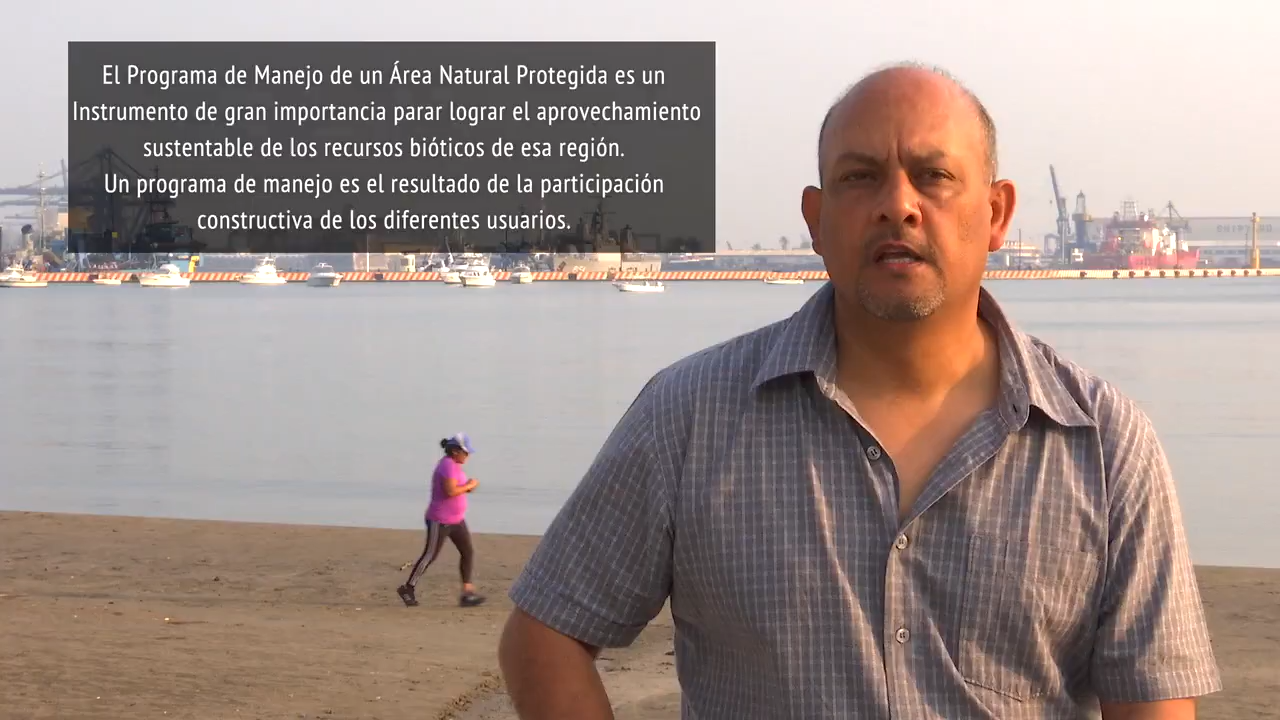 El Programa de Manejo de un Área Natural Protegida es un
Instrumento de gran importancia parar lograr el aprovechamiento
sustentable de los recursos bióticos de esa región.
Un programa de manejo es el resultado de la participación
constructiva de los diferentes usuarios.